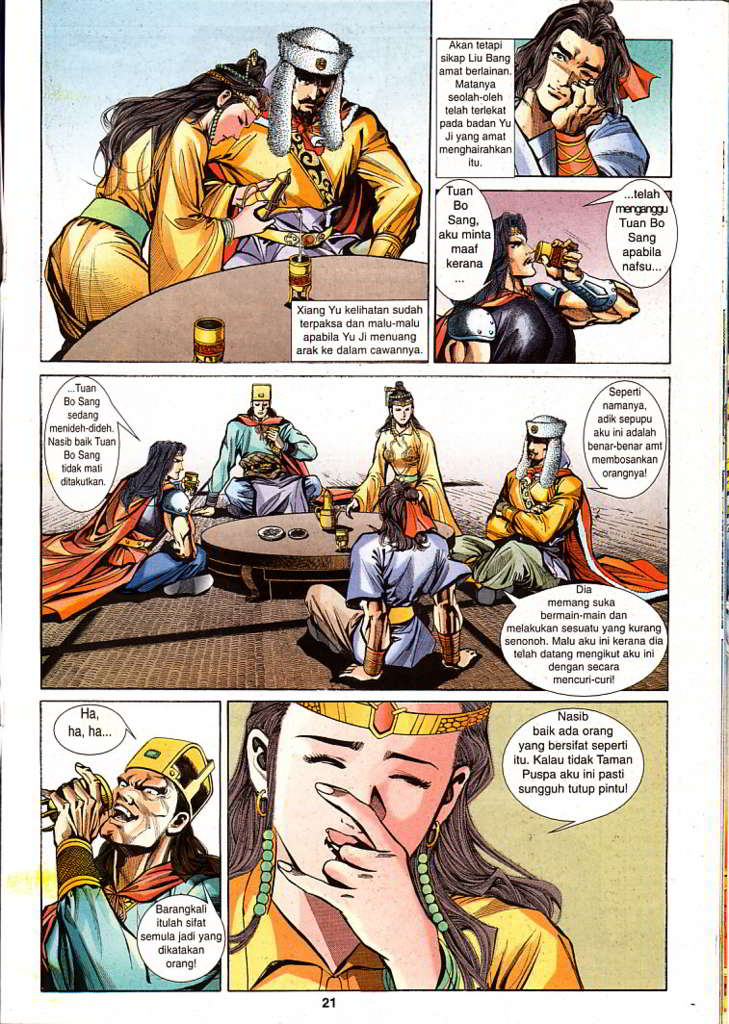 Xiang Yu kelihatan sudah
terpaksa dan malu-malu
apabila Yu Ji menuang
arak ke dalam cawannya.
Akan tetapi
sikap Liu Bang
amat berlainan.
Matanya
seolah-oleh
telah terlekat
pada badan Yu
Ji yang amat
menghairahkan
itu.
Tuan
Bo
Sang,
aku minta
maaf
kerana
...
...telah
menganggu
Tuan Bo
Sang
apabila
nafsu...
...Tuan
Bo Sang
sedang
menideh-dideh.
Nasib baik Tuan
Bo Sang
tidak mati
ditakutkan.
Seperti
namanya,
adik sepupu
aku ini adalah
benar-benar amt
membosankan
orangnya!
Dia
memang suka
bermain-main dan
melakukan sesuatu yang kurang
senonoh. Malu aku ini kerana dia
telah datang mengikut aku ini
dengan secara
mencuri-curi!
Ha,
ha, ha...
Barangkali
itulah sifat
semula jadi yang
dikatakan
orang!
Nasib
baik ada orang
yang bersifat seperti
itu. Kalau tidak Taman
Puspa aku ini pasti
sungguh tutup pintu!
21